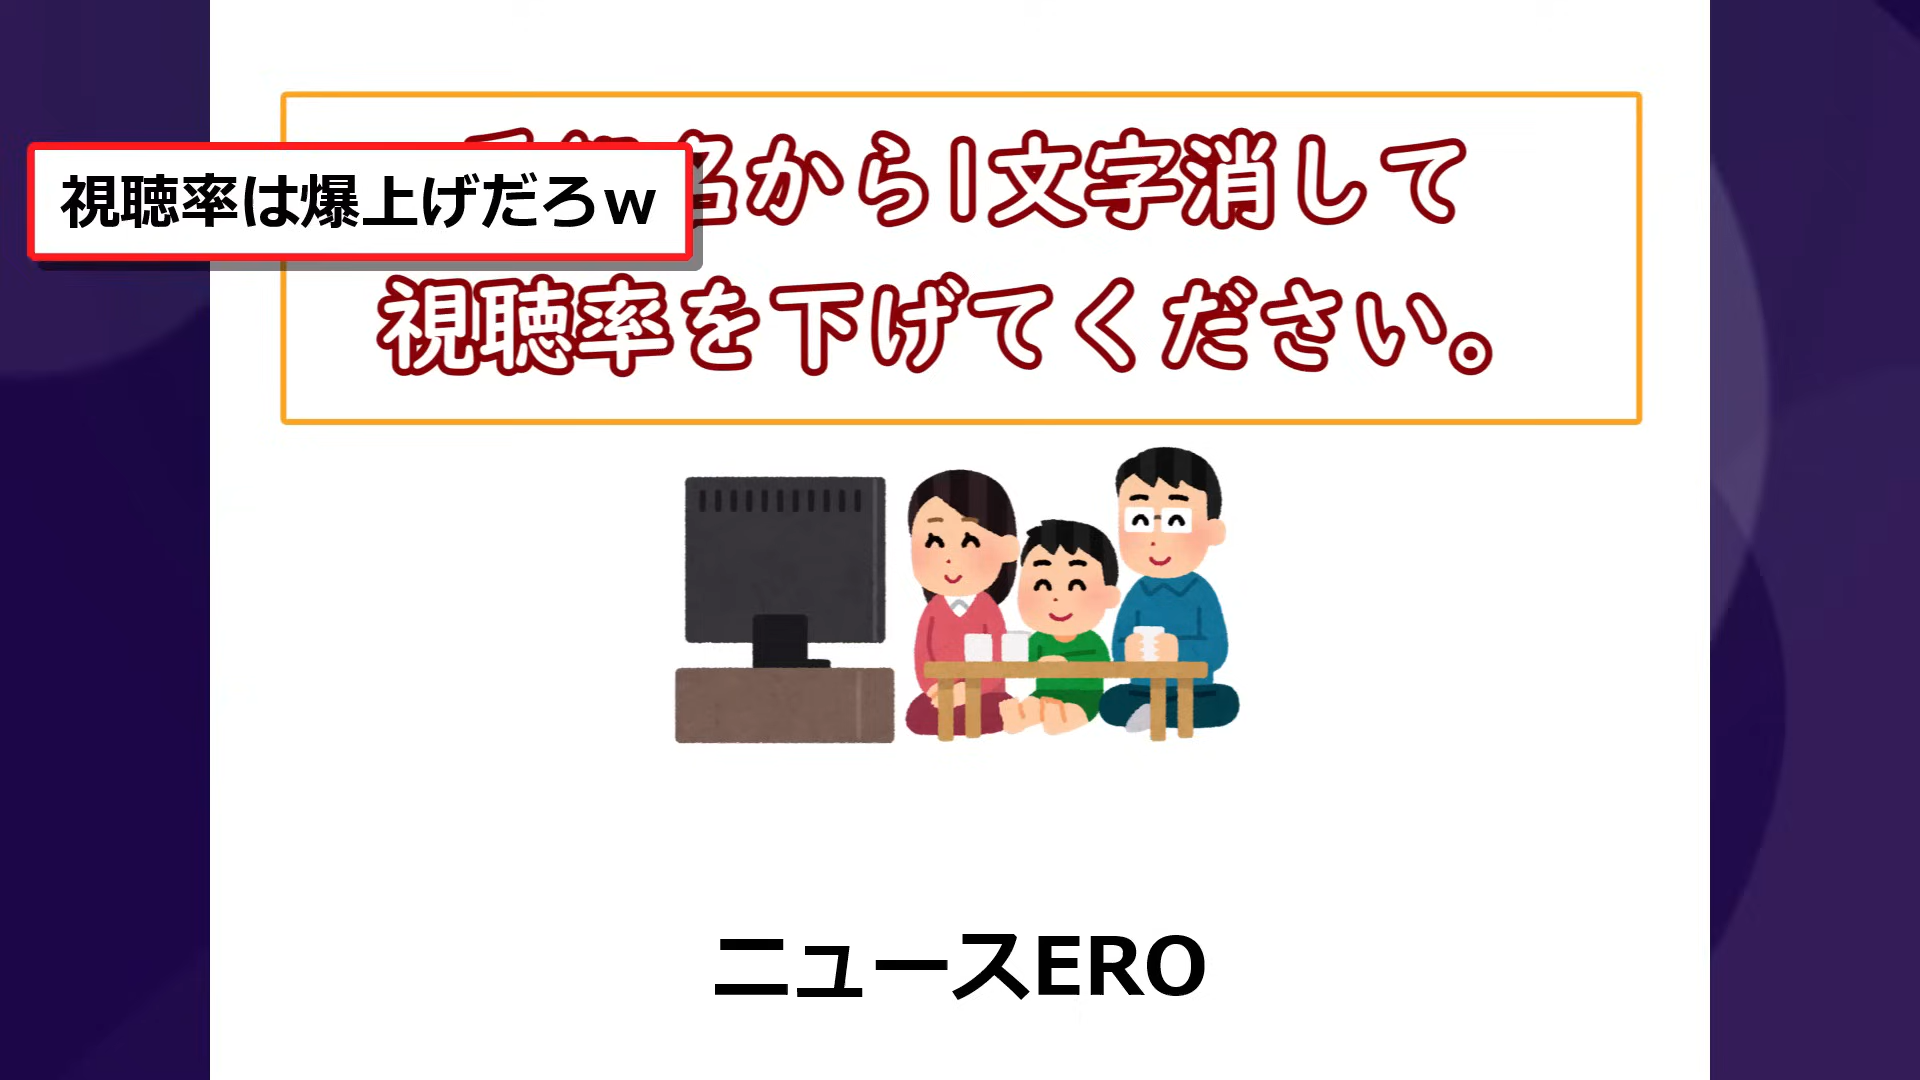 視聴率は爆上げだろw
名から1文字消して
視聴率を下げてください。
ニュースERO